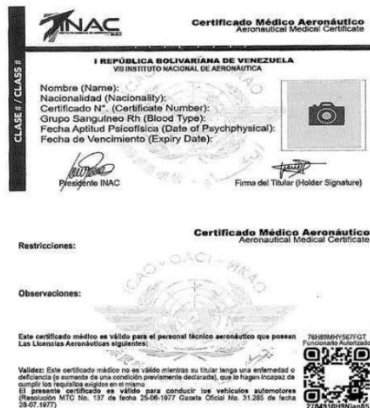 INAC
Certificado Médico Aeronáutico
Aeronautical Medical Certificate
CLASE # / CLASS #
I REPÚBLICA BOLIVARIANA DE VENEZUELA
VIII INSTITUTO NACIONAL DE AERONÁUTICA
Nombre (Name):
Nacionalidad (Nacionality):
Certificado N°. (Certificate Number):
Grupo Sanguineo Rh (Blood Type):
Fecha Aptitud Psicofísica (Date of Psychphysical):
Fecha de Vencimiento (Expiry Date):
Presidente INAC
Firma del Titular (Holder Signature)
Certificado Médico Aeronáutico
Aeronautical Medical Certificate
Restricciones:
ICAO - OACI - ИКАО
Observaciones:
Este certificado médico es válido para el personal técnico aeronáutico que posean
Las Licencias Aeronáuticas siguientes:
76H89MHY567FGT
Funcionario Autorizado
Validez: Este certificado médico no es válido mientras su titular tenga una enfermedad o
deficiencia (o aumento de una condición previamente declarada), que lo hagan incapaz de
cumplir los requisitos exigidos en el mismo
El presente certificado es válido para conducir los vehículos automotores
(Resolución MTC No. 137 de fecha 25-06-1977 Gaceta Oficial No. 31.285 de fecha
28-07.1977)